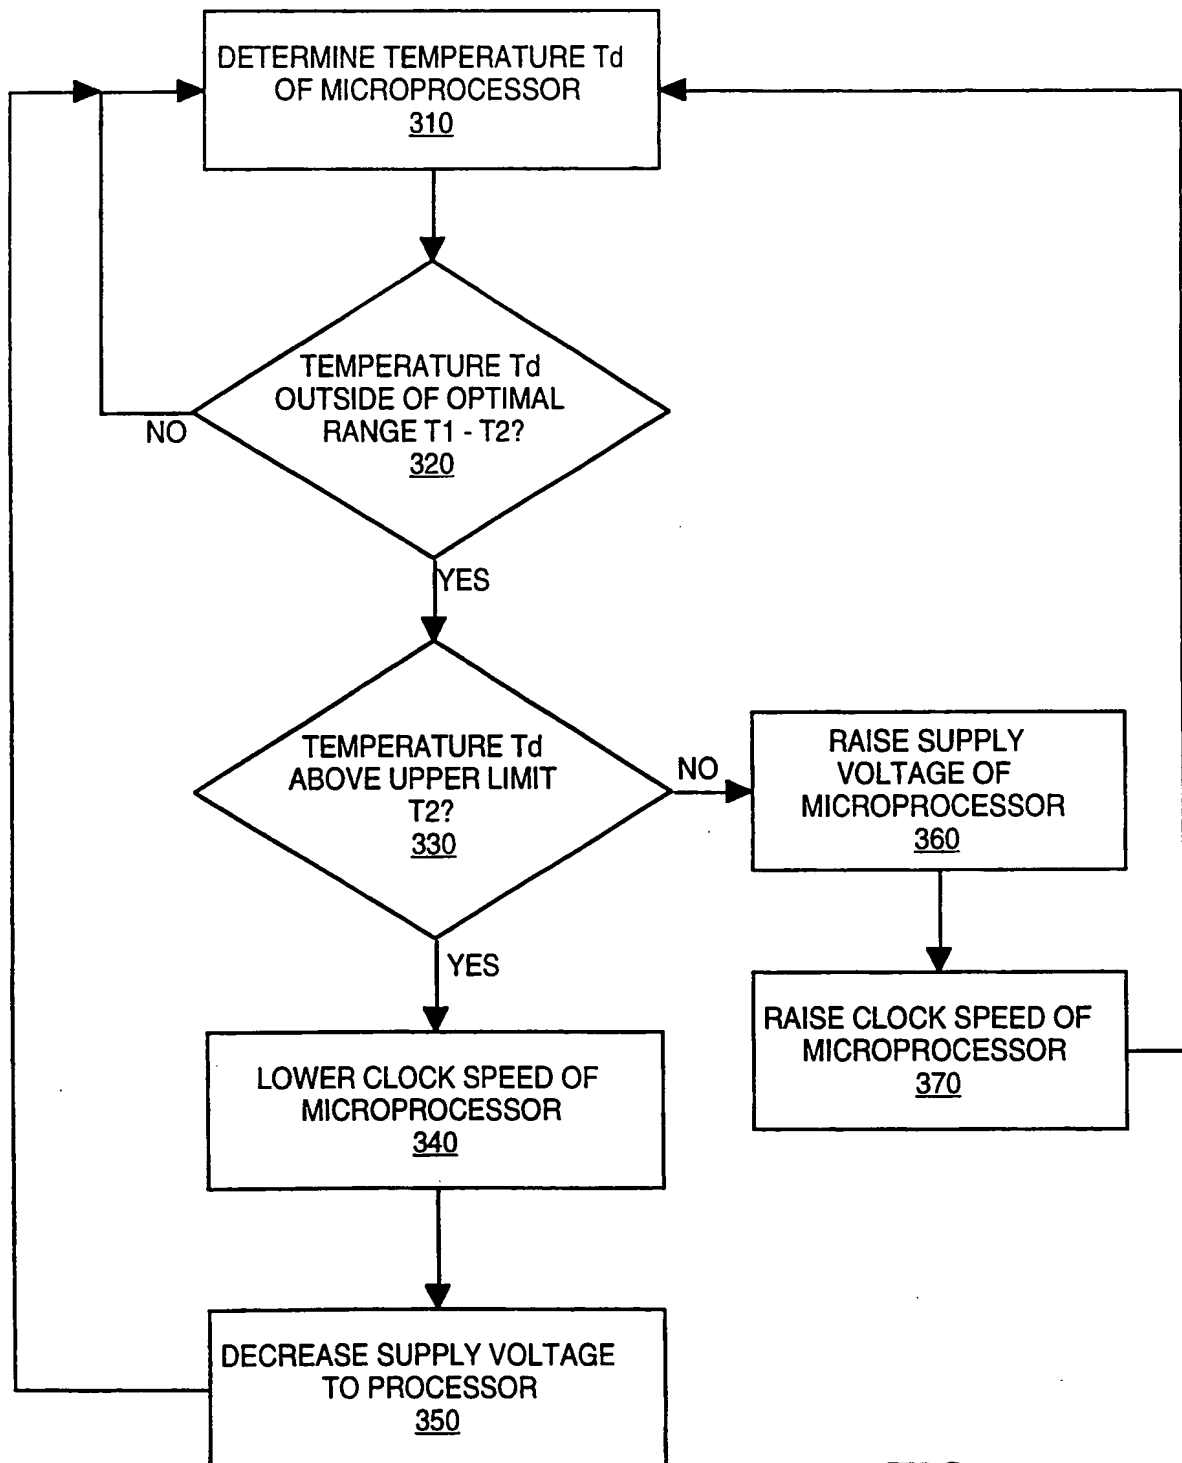 DETERMINE TEMPERATURE Td
OF MICROPROCESSOR
310
TEMPERATURE Td
OUTSIDE OF OPTIMAL
RANGE T1 - T2?
320
NO
YES
TEMPERATURE Td
ABOVE UPPER LIMIT
T2?
330
NO
RAISE SUPPLY
VOLTAGE OF
MICROPROCESSOR
360
YES
RAISE CLOCK SPEED OF
MICROPROCESSOR
370
LOWER CLOCK SPEED OF
MICROPROCESSOR
340
DECREASE SUPPLY VOLTAGE
TO PROCESSOR
350